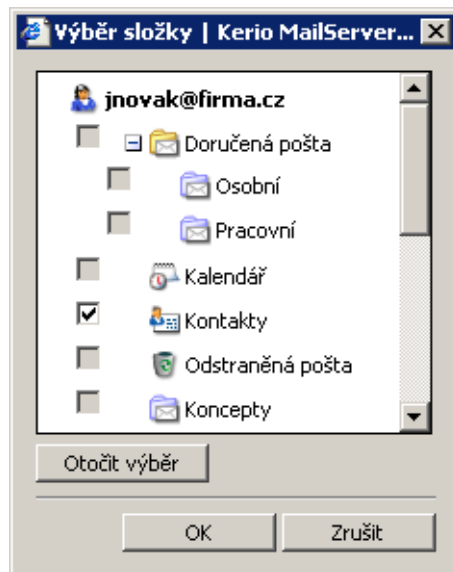 Výběr složky | Kerio MailServer...
jnovak@firma.cz
Doručená pošta
Osobní
Pracovní
Kalendář
Kontakty
Odstraněná pošta
Koncepty
Otočit výběr
OK
Zrušit